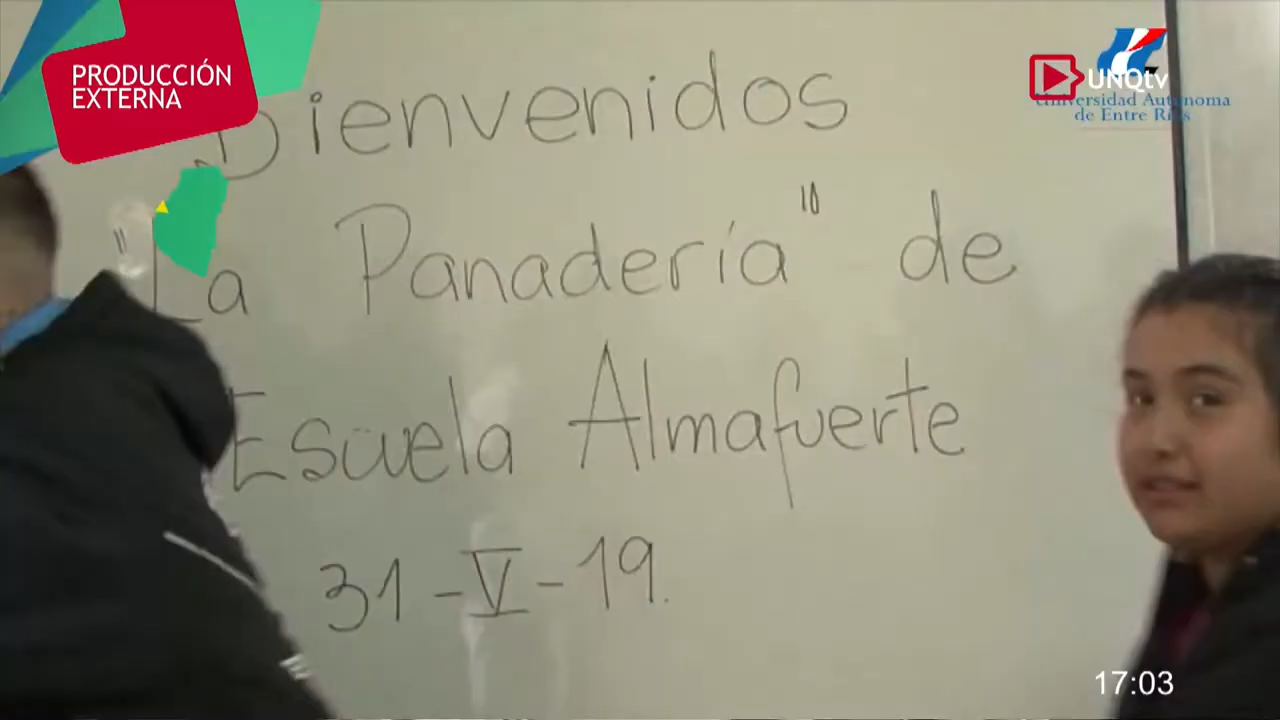 PRODUCCIÓN
EXTERNA
UNQtv
Universidad Autónoma
de Entre Ríos
Bienvenidos
"La Panadería" de
Escuela Almafuerte
31-V-19.
17:03